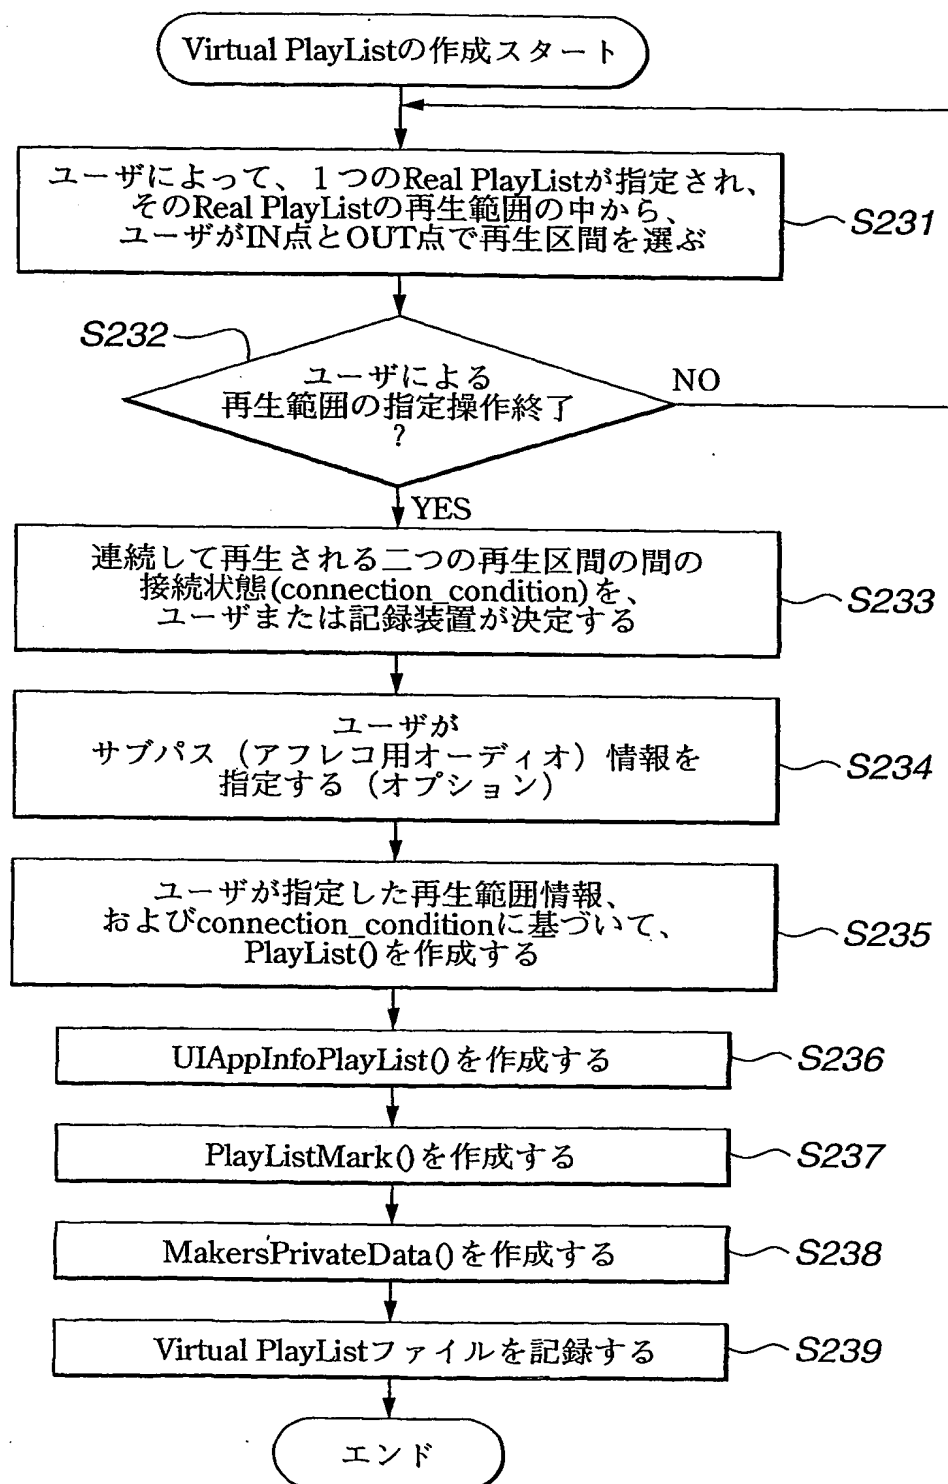 Virtual PlayListの作成スタート
ユーザによって、１つのReal PlayListが指定され、
そのReal PlayListの再生範囲の中から、
ユーザがIN点とOUT点で再生区間を選ぶ
S231
S232
ユーザによる
再生範囲の指定操作終了
?
NO
YES
連続して再生される二つの再生区間の間の
接続状態(connection_condition)を、
ユーザまたは記録装置が決定する
S233
ユーザが
サブパス（アフレコ用オーディオ）情報を
指定する（オプション）
S234
ユーザが指定した再生範囲情報、
およびconnection_conditionに基づいて、
PlayList()を作成する
S235
UIAppInfoPlayList()を作成する
S236
PlayListMark()を作成する
S237
MakersPrivateData()を作成する
S238
Virtual PlayListファイルを記録する
S239
エンド